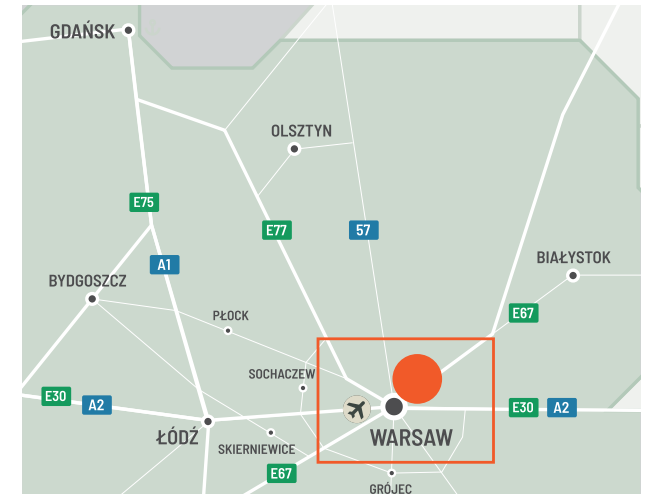 GDAŃSK
OLSZTYN
E75
E77
57
A1
BIAŁYSTOK
BYDGOSZCZ
PŁOCK
E67
SOCHACZEW
E30
A2
E30
A2
ŁÓDŹ
WARSAW
SKIERNIEWICE
E67
GRÓJEC